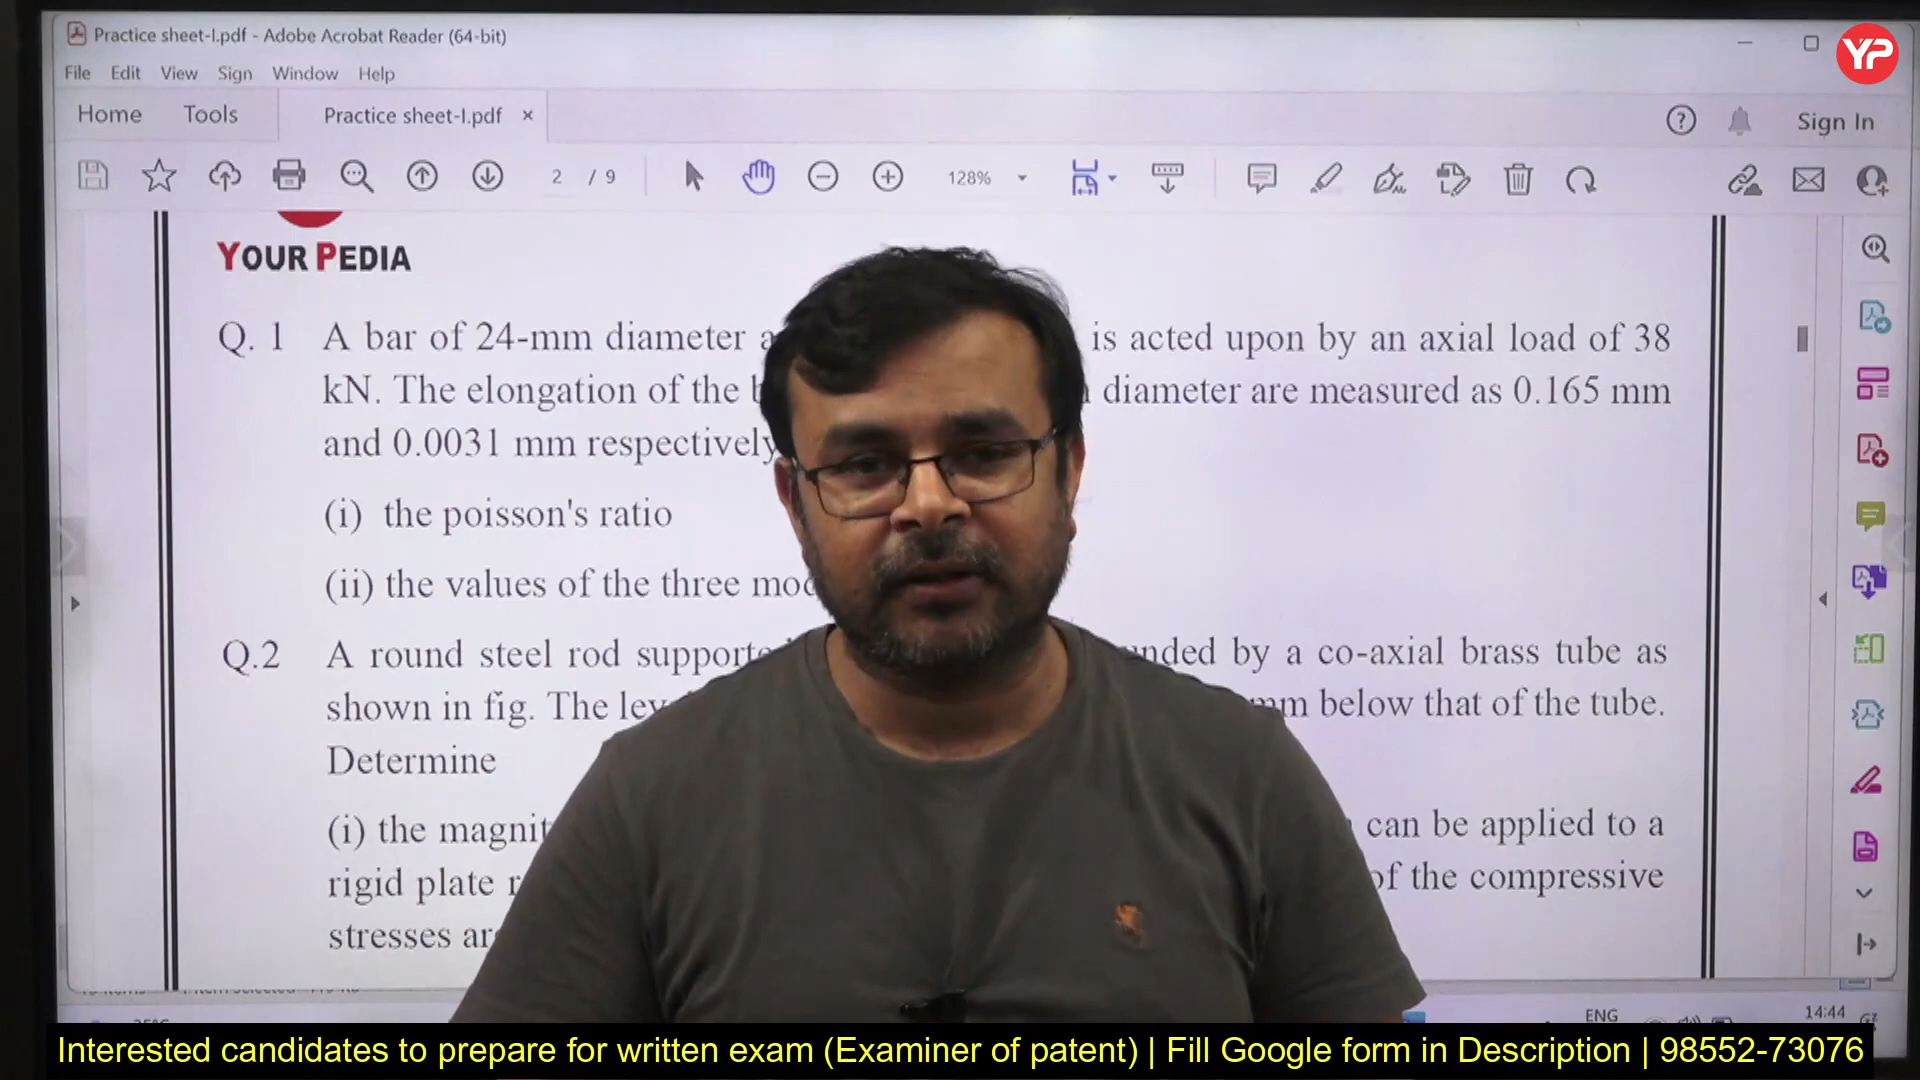 Practice sheet-I.pdf - Adobe Acrobat Reader (64-bit)
YP
File Edit View Sign Window Help
Home Tools Practice sheet-I.pdf × Sign In
2 / 9 128%
YOUR PEDIA
Q. 1 A bar of 24-mm diameter is acted upon by an axial load of 38
kN. The elongation of the diameter are measured as 0.165 mm
and 0.0031 mm respectively
(i) the poisson's ratio
(ii) the values of the three
Q.2 A round steel rod by a co-axial brass tube as
shown in fig. The mm below that of the tube.
Determine
(i) the can be applied to a
rigid plate of the compressive
stresses
ENG
14:44
Interested candidates to prepare for written exam (Examiner of patent) | Fill Google form in Description | 98552-73076